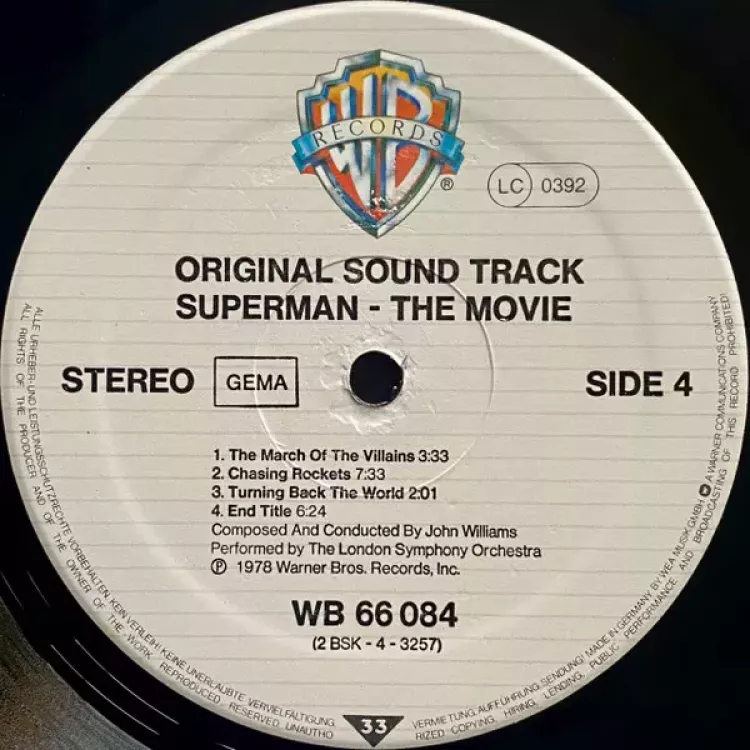 WB
RECORDS
®
LC 0392
ORIGINAL SOUND TRACK
SUPERMAN - THE MOVIE
STEREO GEMA SIDE 4
1. The March Of The Villains 3:33
2. Chasing Rockets 7:33
3. Turning Back The World 2:01
4. End Title 6:24
Composed And Conducted By John Williams
Performed by The London Symphony Orchestra
℗ 1978 Warner Bros. Records, Inc.
WB 66 084
(2 BSK - 4 - 3257)
33
ALLE URHEBER- UND LEISTUNGSSCHUTZRECHTE VORBEHALTEN. KEIN VERLEIH! KEINE UNERLAUBTE VERVIELFÄLTIGUNG, VERMIETUNG, AUFFÜHRUNG, SENDUNG! MADE IN GERMANY BY WEA MUSIK GMBH A WARNER COMMUNICATIONS COMPANY
ALL RIGHTS OF THE PRODUCER AND OF THE OWNER OF THE WORK REPRODUCED RESERVED. UNAUTHORIZED COPYING, HIRING, LENDING, PUBLIC PERFORMANCE AND BROADCASTING OF THIS RECORD PROHIBITED!